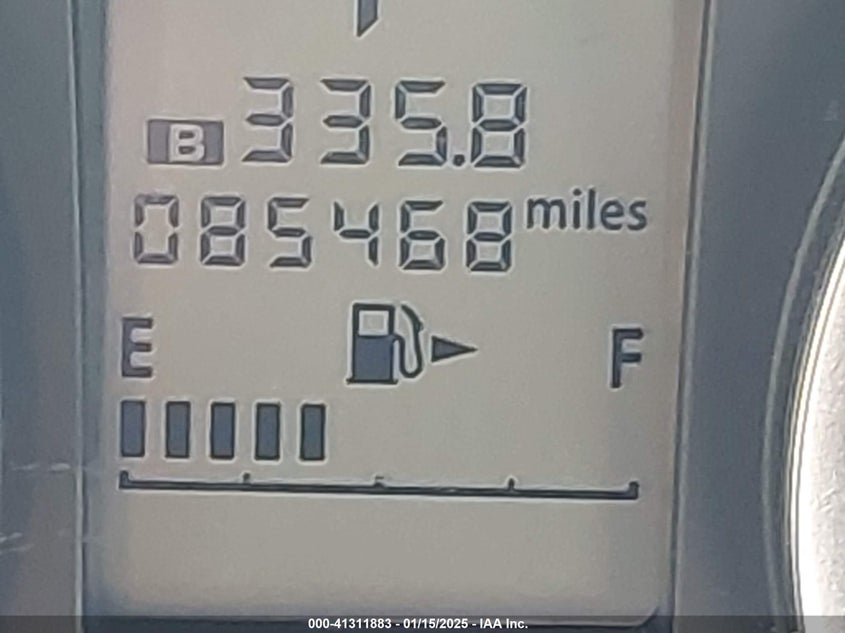 B 335.8
085468 miles
E F
000-41311883 - 01/15/2025 - IAA Inc.